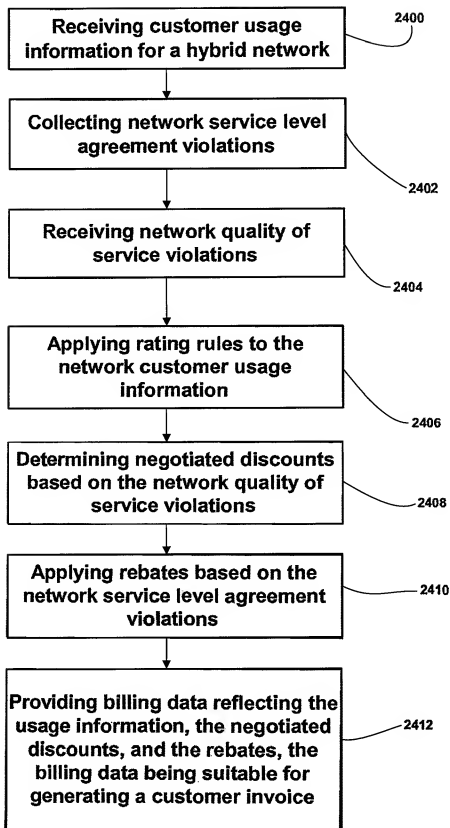 Receiving customer usage
information for a hybrid network
2400
Collecting network service level
agreement violations
2402
Receiving network quality of
service violations
2404
Applying rating rules to the
network customer usage
information
2406
Determining negotiated discounts
based on the network quality of
service violations
2408
Applying rebates based on the
network service level agreement
violations
2410
Providing billing data reflecting the
usage information, the negotiated
discounts, and the rebates, the
billing data being suitable for
generating a customer invoice
2412